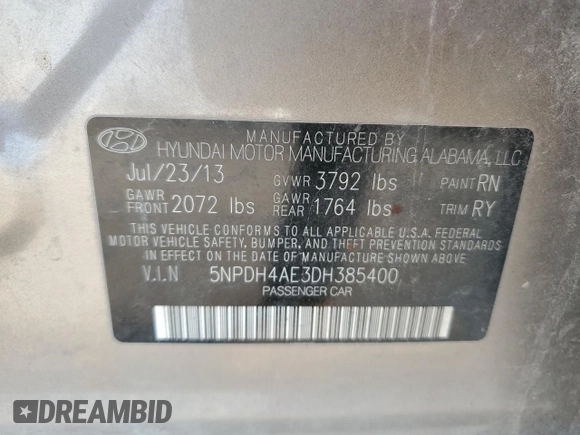 MANUFACTURED BY
HYUNDAI MOTOR MANUFACTURING ALABAMA, LLC
Jul/23/13 GVWR 3792 lbs PAINT RN
GAWR FRONT 2072 lbs GAWR REAR 1764 lbs TRIM RY
THIS VEHICLE CONFORMS TO ALL APPLICABLE U.S.A. FEDERAL
MOTOR VEHICLE SAFETY, BUMPER, AND THEFT PREVENTION STANDARDS
IN EFFECT ON THE DATE OF MANUFACTURE SHOWN ABOVE.
V.I.N 5NPDH4AE3DH385400
PASSENGER CAR
DREAMBID